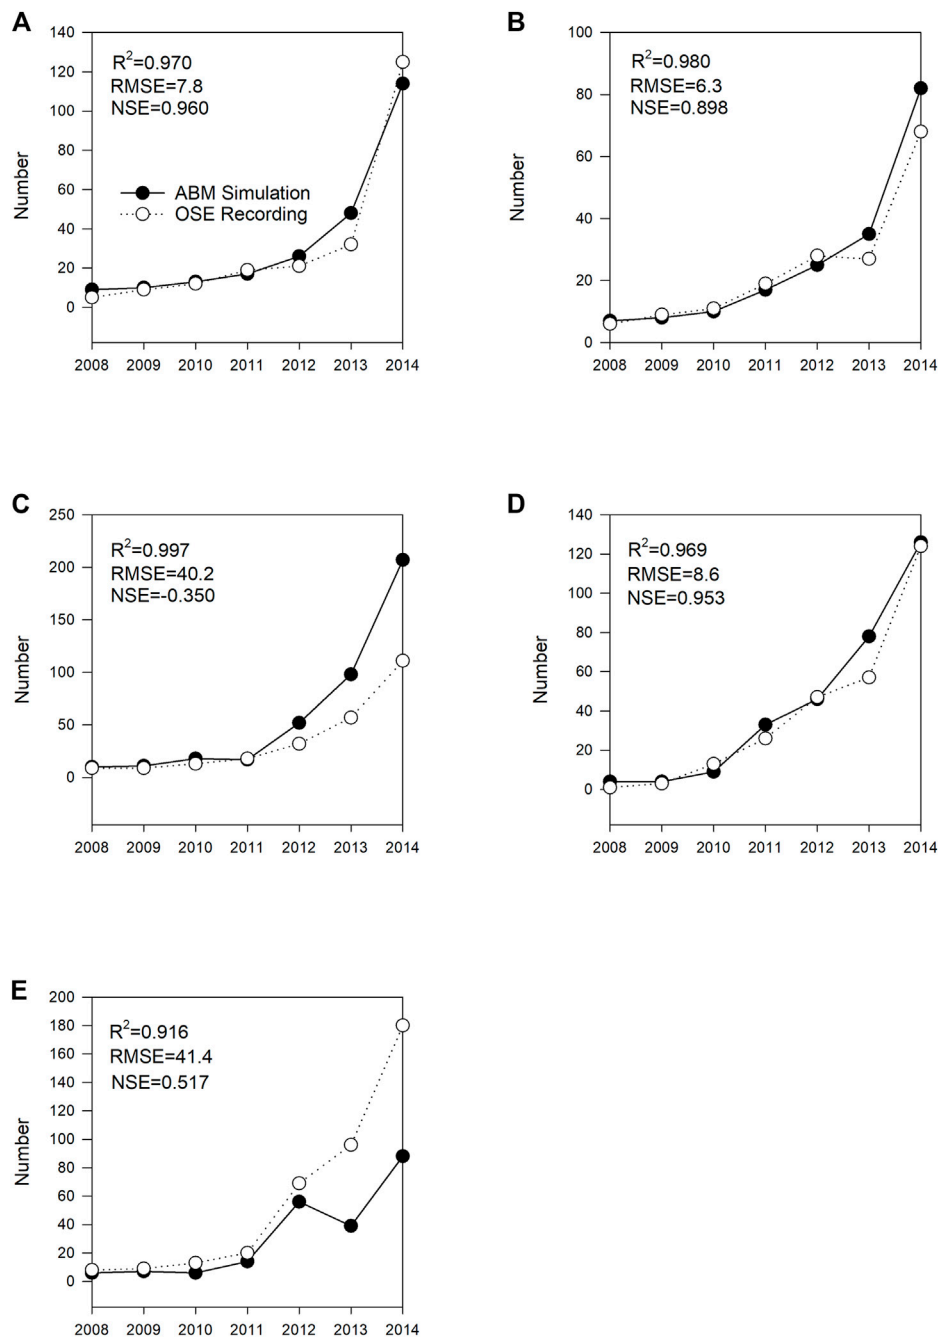 A
140
120
100
80
60
40
20
0
Number
R²=0.970
RMSE=7.8
NSE=0.960
ABM Simulation
OSE Recording
2008 2009 2010 2011 2012 2013 2014
B
100
80
60
40
20
0
Number
R²=0.980
RMSE=6.3
NSE=0.898
2008 2009 2010 2011 2012 2013 2014
C
250
200
150
100
50
0
Number
R²=0.997
RMSE=40.2
NSE=-0.350
2008 2009 2010 2011 2012 2013 2014
D
140
120
100
80
60
40
20
0
Number
R²=0.969
RMSE=8.6
NSE=0.953
2008 2009 2010 2011 2012 2013 2014
E
200
180
160
140
120
100
80
60
40
20
0
Number
R²=0.916
RMSE=41.4
NSE=0.517
2008 2009 2010 2011 2012 2013 2014